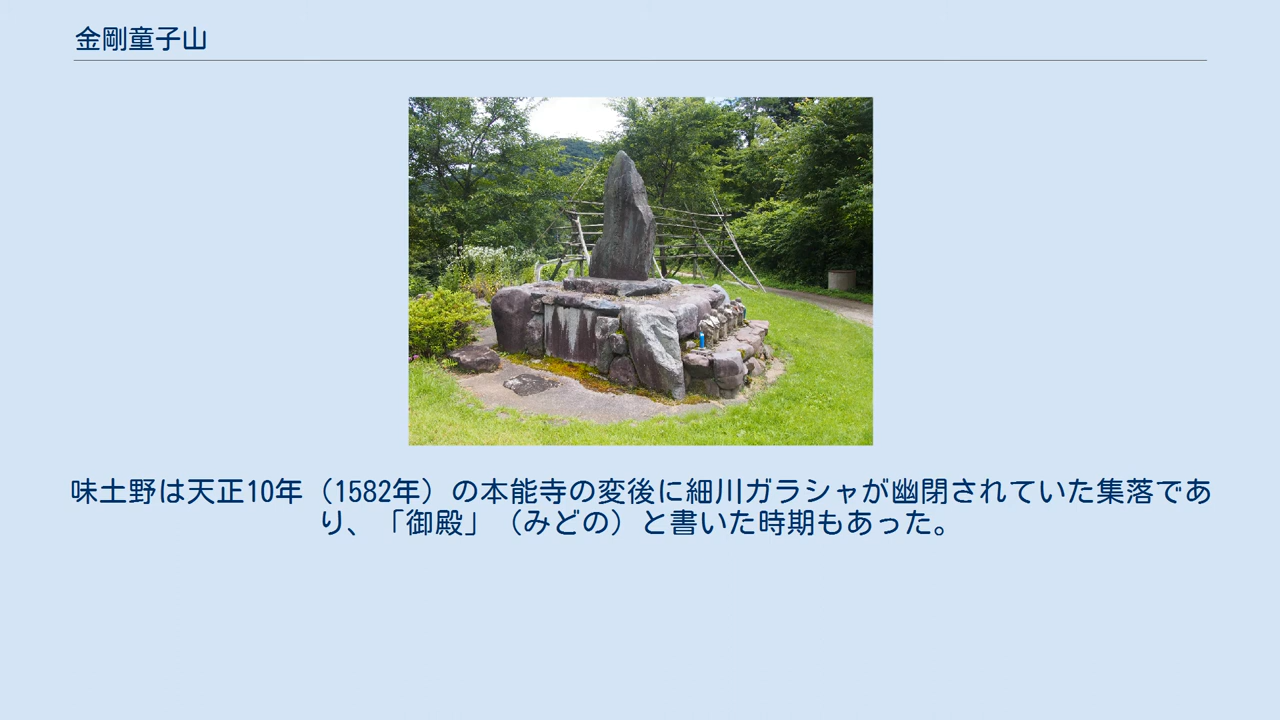 金剛童子山
味土野は天正10年（1582年）の本能寺の変後に細川ガラシャが幽閉されていた集落であ
り、「御殿」（みどの）と書いた時期もあった。